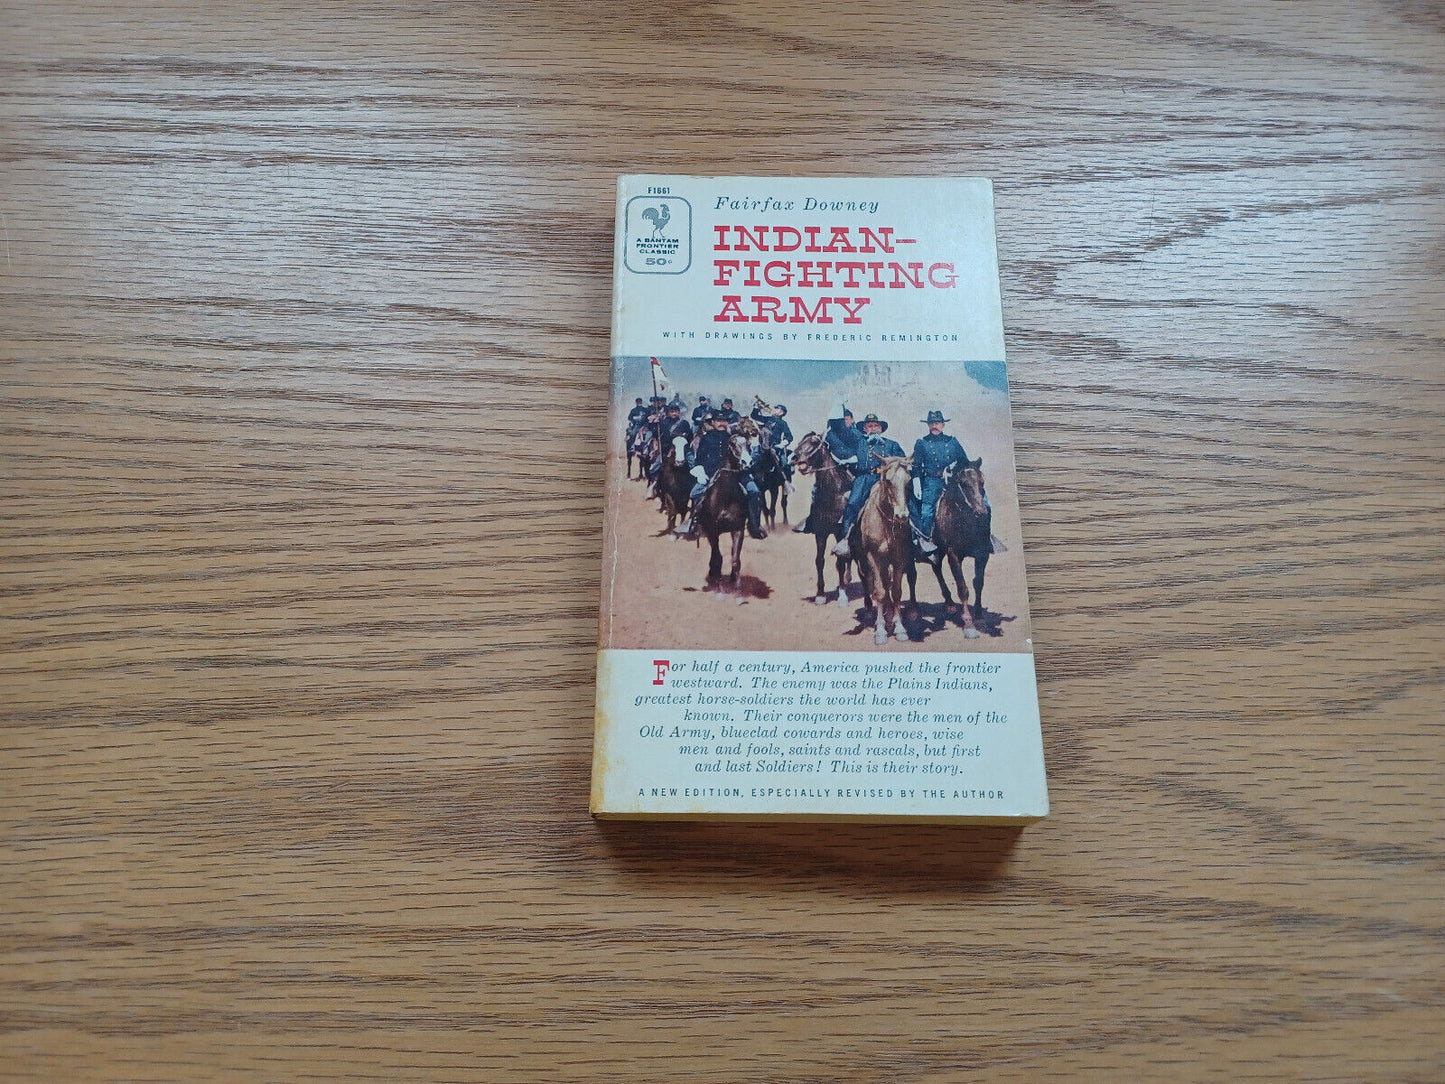 F1661
A BANTAM
FRONTIER
CLASSIC
50¢
Fairfax Downey
INDIAN-
FIGHTING
ARMY
WITH DRAWINGS BY FREDERIC REMINGTON
For half a century, America pushed the frontier
westward. The enemy was the Plains Indians,
greatest horse-soldiers the world has ever
known. Their conquerors were the men of the
Old Army, blueclad cowards and heroes, wise
men and fools, saints and rascals, but first
and last Soldiers! This is their story.
A NEW EDITION, ESPECIALLY REVISED BY THE AUTHOR